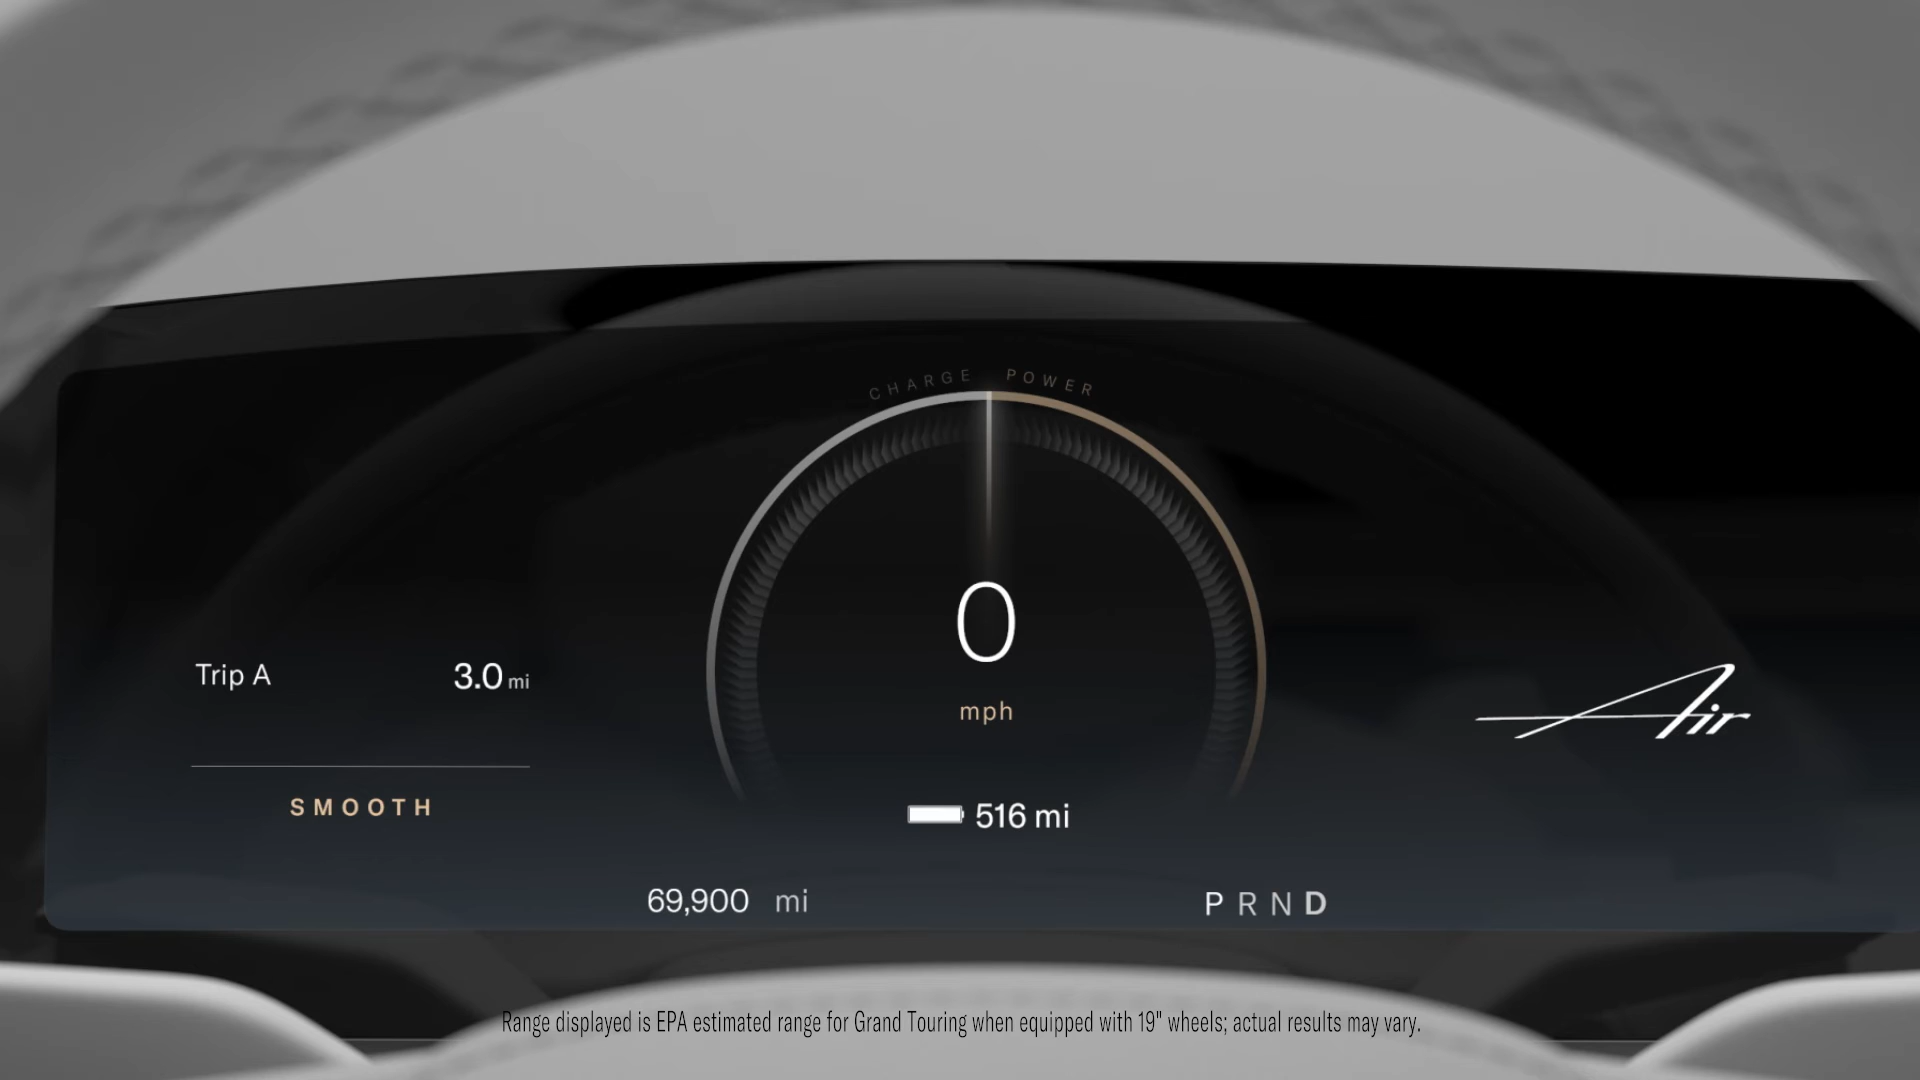 CHARGE POWER
0
mph
Trip A 3.0 mi
SMOOTH
Air
516 mi
69,900 mi
P R N D
Range displayed is EPA estimated range for Grand Touring when equipped with 19" wheels; actual results may vary.